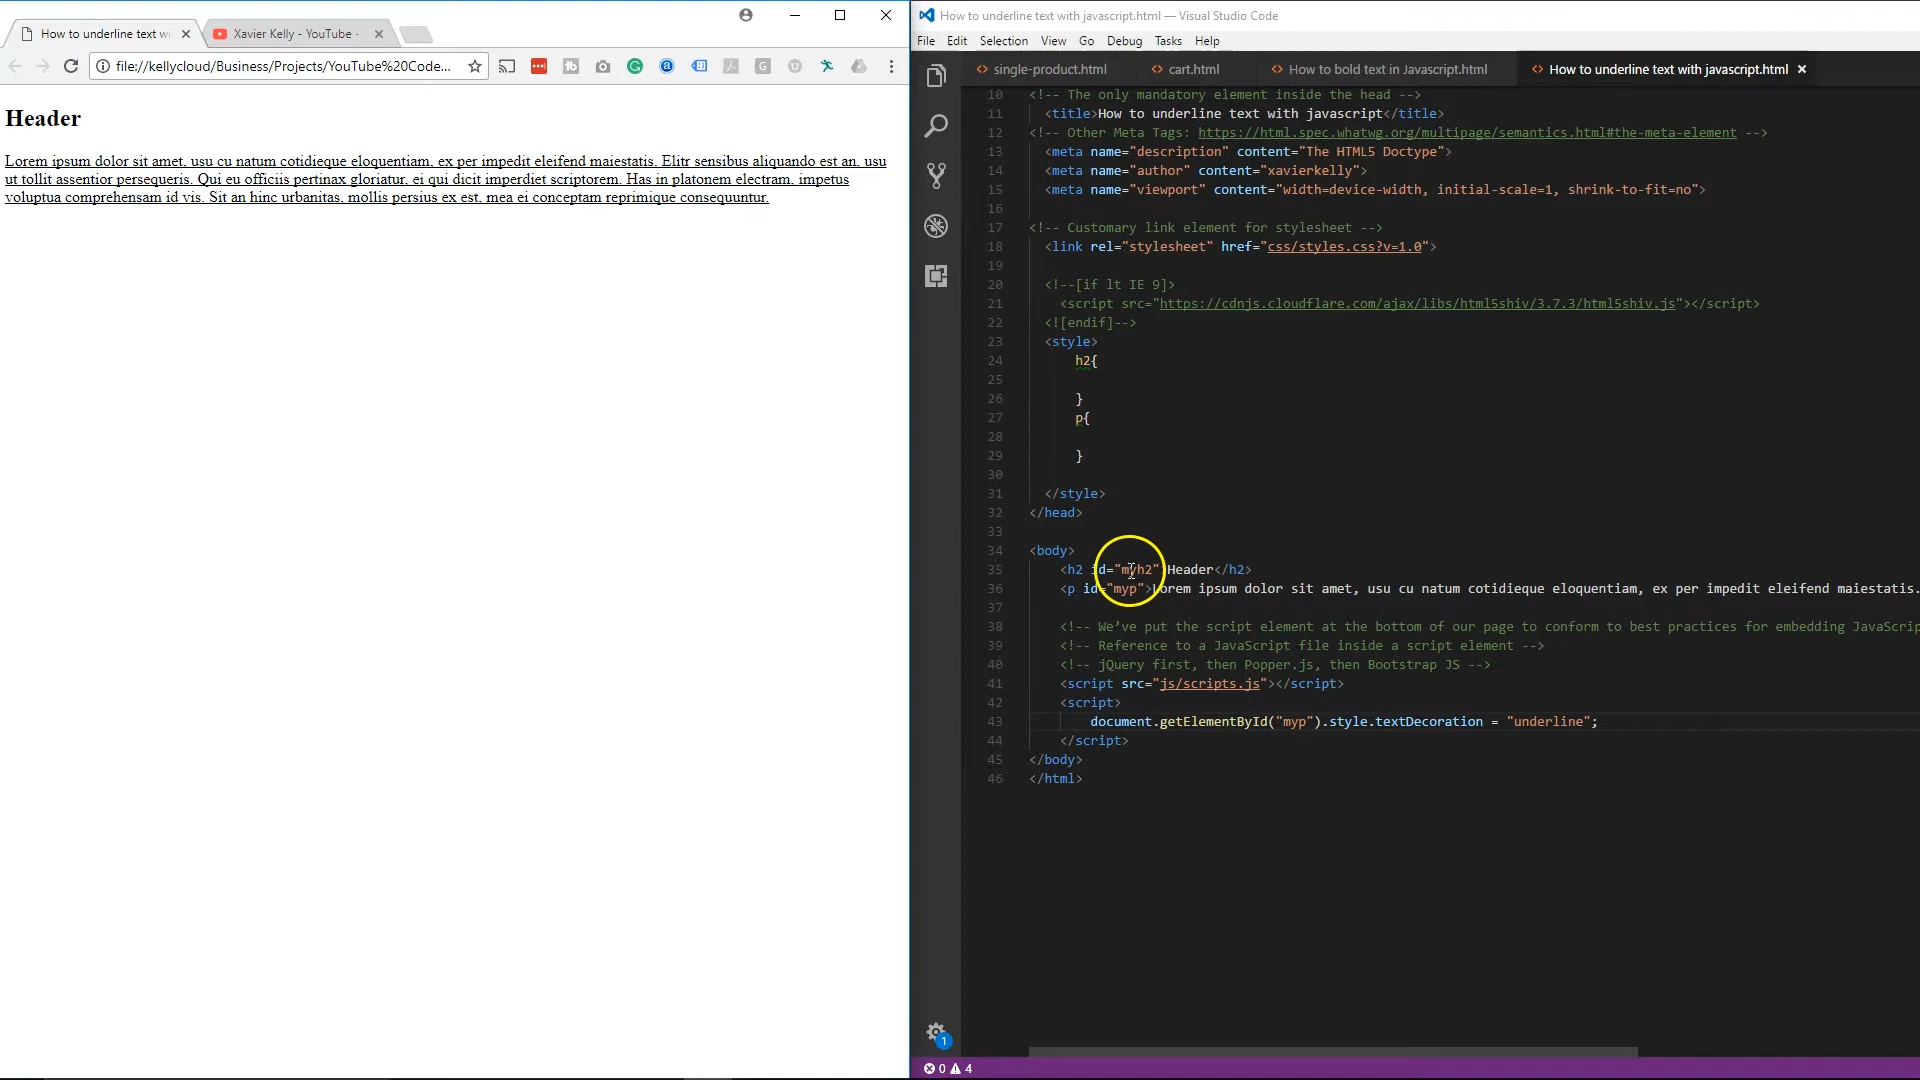 How to underline text wi
Xavier Kelly - YouTube -
file://kellycloud/Business/Projects/YouTube%20Code...
Header
Lorem ipsum dolor sit amet, usu cu natum cotidieque eloquentiam, ex per impedit eleifend maiestatis. Elitr sensibus aliquando est an, usu
ut tollit assentior persequeris. Qui eu officiis pertinax gloriatur, ei qui dicit imperdiet scriptorem. Has in platonem electram, impetus
voluptua comprehensam id vis. Sit an hinc urbanitas, mollis persius ex est, mea ei conceptam reprimique consequuntur.
How to underline text with javascript.html — Visual Studio Code
File Edit Selection View Go Debug Tasks Help
single-product.html cart.html How to bold text in Javascript.html How to underline text with javascript.html
10 <!-- The only mandatory element inside the head -->
11 <title>How to underline text with javascript</title>
12 <!-- Other Meta Tags: https://html.spec.whatwg.org/multipage/semantics.html#the-meta-element -->
13 <meta name="description" content="The HTML5 Doctype">
14 <meta name="author" content="xavierkelly">
15 <meta name="viewport" content="width=device-width, initial-scale=1, shrink-to-fit=no">
16
17 <!-- Customary link element for stylesheet -->
18 <link rel="stylesheet" href="css/styles.css?v=1.0">
19
20 <!--[if lt IE 9]>
21 <script src="https://cdnjs.cloudflare.com/ajax/libs/html5shiv/3.7.3/html5shiv.js"></script>
22 <![endif]-->
23 <style>
24 h2{
25
26 }
27 p{
28
29 }
30
31 </style>
32 </head>
33
34 <body>
35 <h2 id="myh2">Header</h2>
36 <p id="myp">Lorem ipsum dolor sit amet, usu cu natum cotidieque eloquentiam, ex per impedit eleifend maiestatis.
37
38 <!-- We've put the script element at the bottom of our page to conform to best practices for embedding JavaScrip
39 <!-- Reference to a JavaScript file inside a script element -->
40 <!-- jQuery first, then Popper.js, then Bootstrap JS -->
41 <script src="js/scripts.js"></script>
42 <script>
43 document.getElementById("myp").style.textDecoration = "underline";
44 </script>
45 </body>
46 </html>
1
0 4